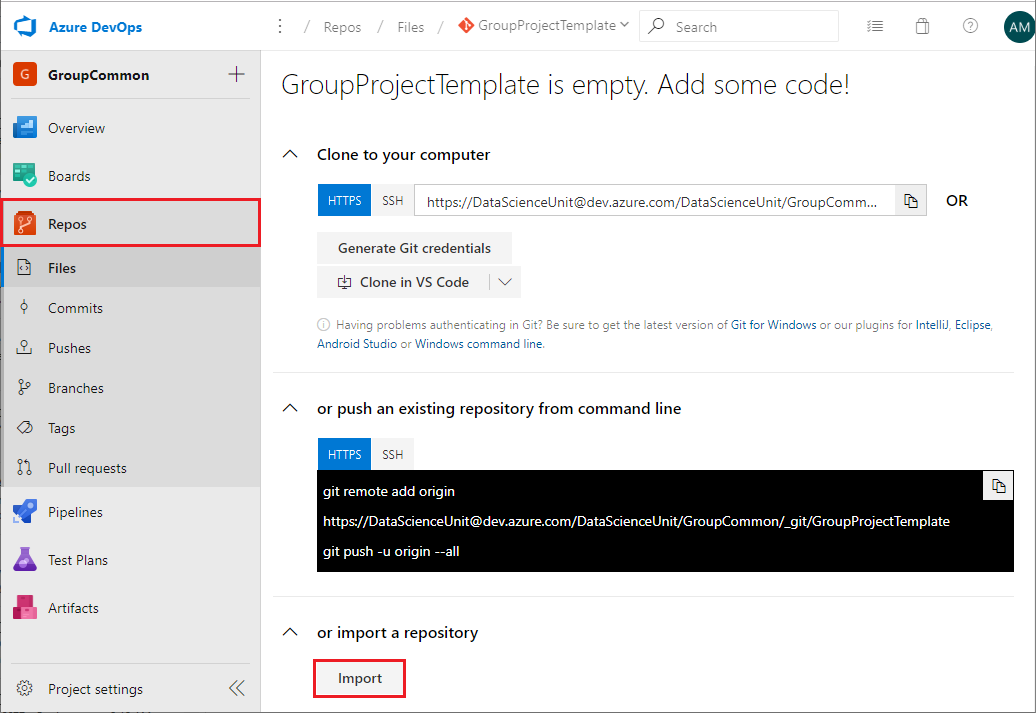 Azure DevOps
/ Repos / Files / GroupProjectTemplate
Search
AM
G GroupCommon
Overview
Boards
Repos
Files
Commits
Pushes
Branches
Tags
Pull requests
Pipelines
Test Plans
Artifacts
Project settings
GroupProjectTemplate is empty. Add some code!
Clone to your computer
HTTPS SSH https://DataScienceUnit@dev.azure.com/DataScienceUnit/GroupComm... OR
Generate Git credentials
Clone in VS Code
Having problems authenticating in Git? Be sure to get the latest version of Git for Windows or our plugins for IntelliJ, Eclipse,
Android Studio or Windows command line.
or push an existing repository from command line
HTTPS SSH
git remote add origin
https://DataScienceUnit@dev.azure.com/DataScienceUnit/GroupCommon/_git/GroupProjectTemplate
git push -u origin --all
or import a repository
Import